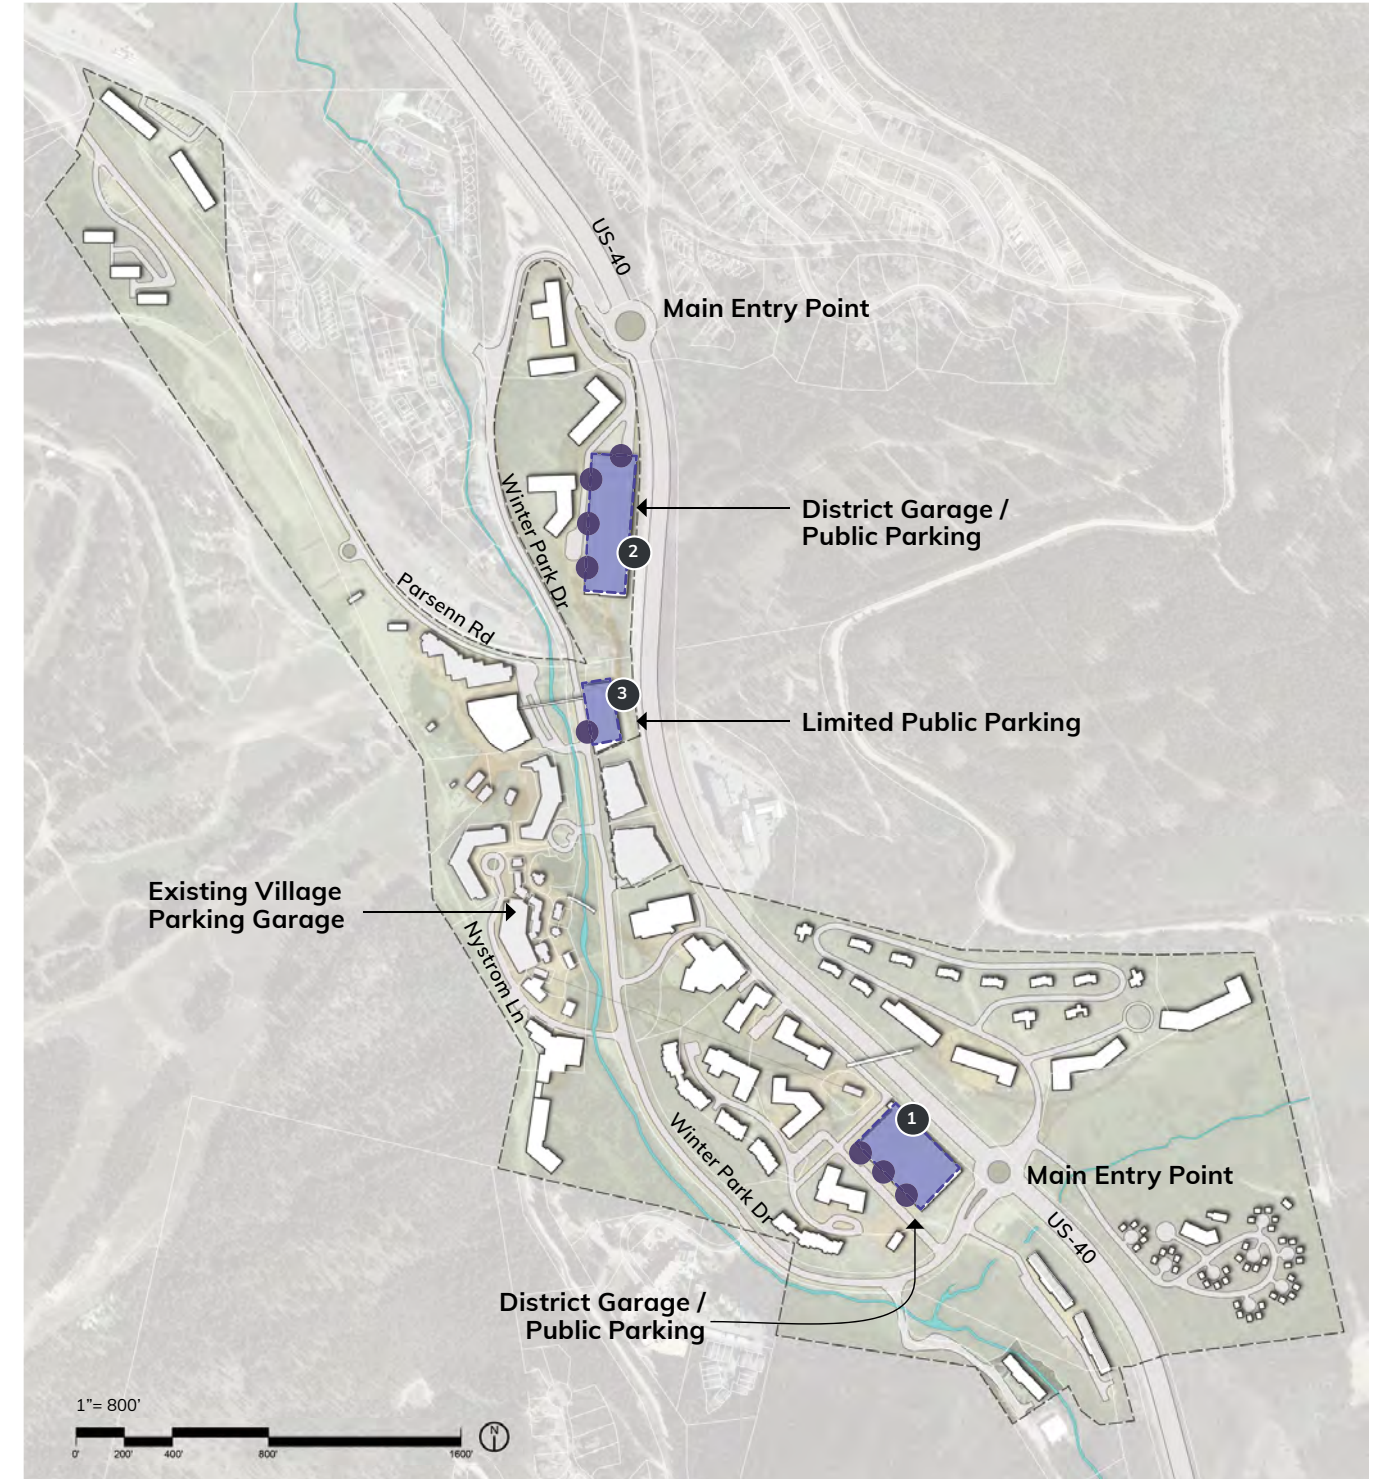 US-40
Main Entry Point
Winter Park Dr
District Garage /
Public Parking
2
Parsenn Rd
3
Limited Public Parking
Existing Village
Parking Garage
Nystrom Ln
1
Winter Park Dr
Main Entry Point
US-40
District Garage /
Public Parking
1”= 800’
N
0' 200' 400' 800' 1600'